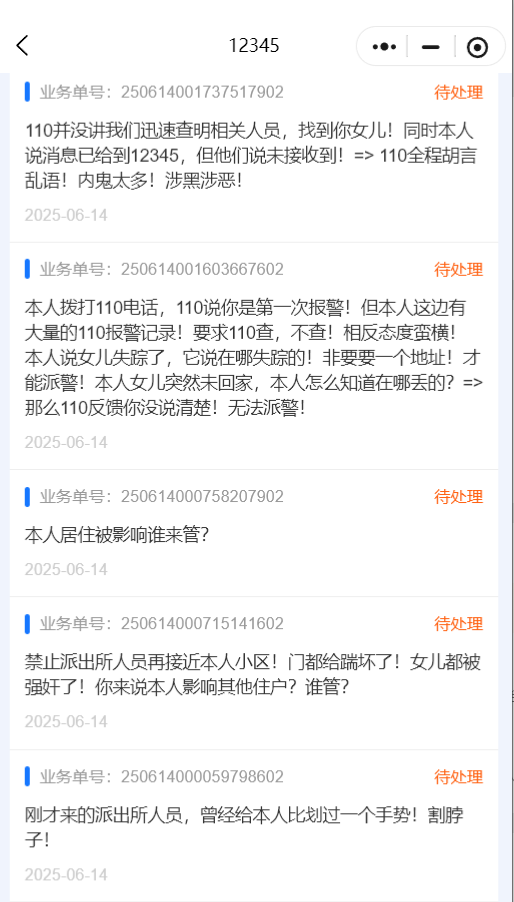 12345
业务单号：250614001737517902 待处理
110并没讲我们迅速查明相关人员，找到你女儿！同时本人
说消息已给到12345，但他们说未接收到！=> 110全程胡言
乱语！内鬼太多！涉黑涉恶！
2025-06-14
业务单号：250614001603667602 待处理
本人拨打110电话，110说你是第一次报警！但本人这边有
大量的110报警记录！要求110查，不查！相反态度蛮横！
本人说女儿失踪了，它说在哪失踪的！非要要一个地址！才
能派警！本人女儿突然未回家，本人怎么知道在哪丢的？=>
那么110反馈你没说清楚！无法派警！
2025-06-14
业务单号：250614000758207902 待处理
本人居住被影响谁来管？
2025-06-14
业务单号：250614000715141602 待处理
禁止派出所人员再接近本人小区！门都给踹坏了！女儿都被
强奸了！你来说本人影响其他住户？谁管？
2025-06-14
业务单号：250614000059798602 待处理
刚才来的派出所人员，曾经给本人比划过一个手势！割脖
子！
2025-06-14